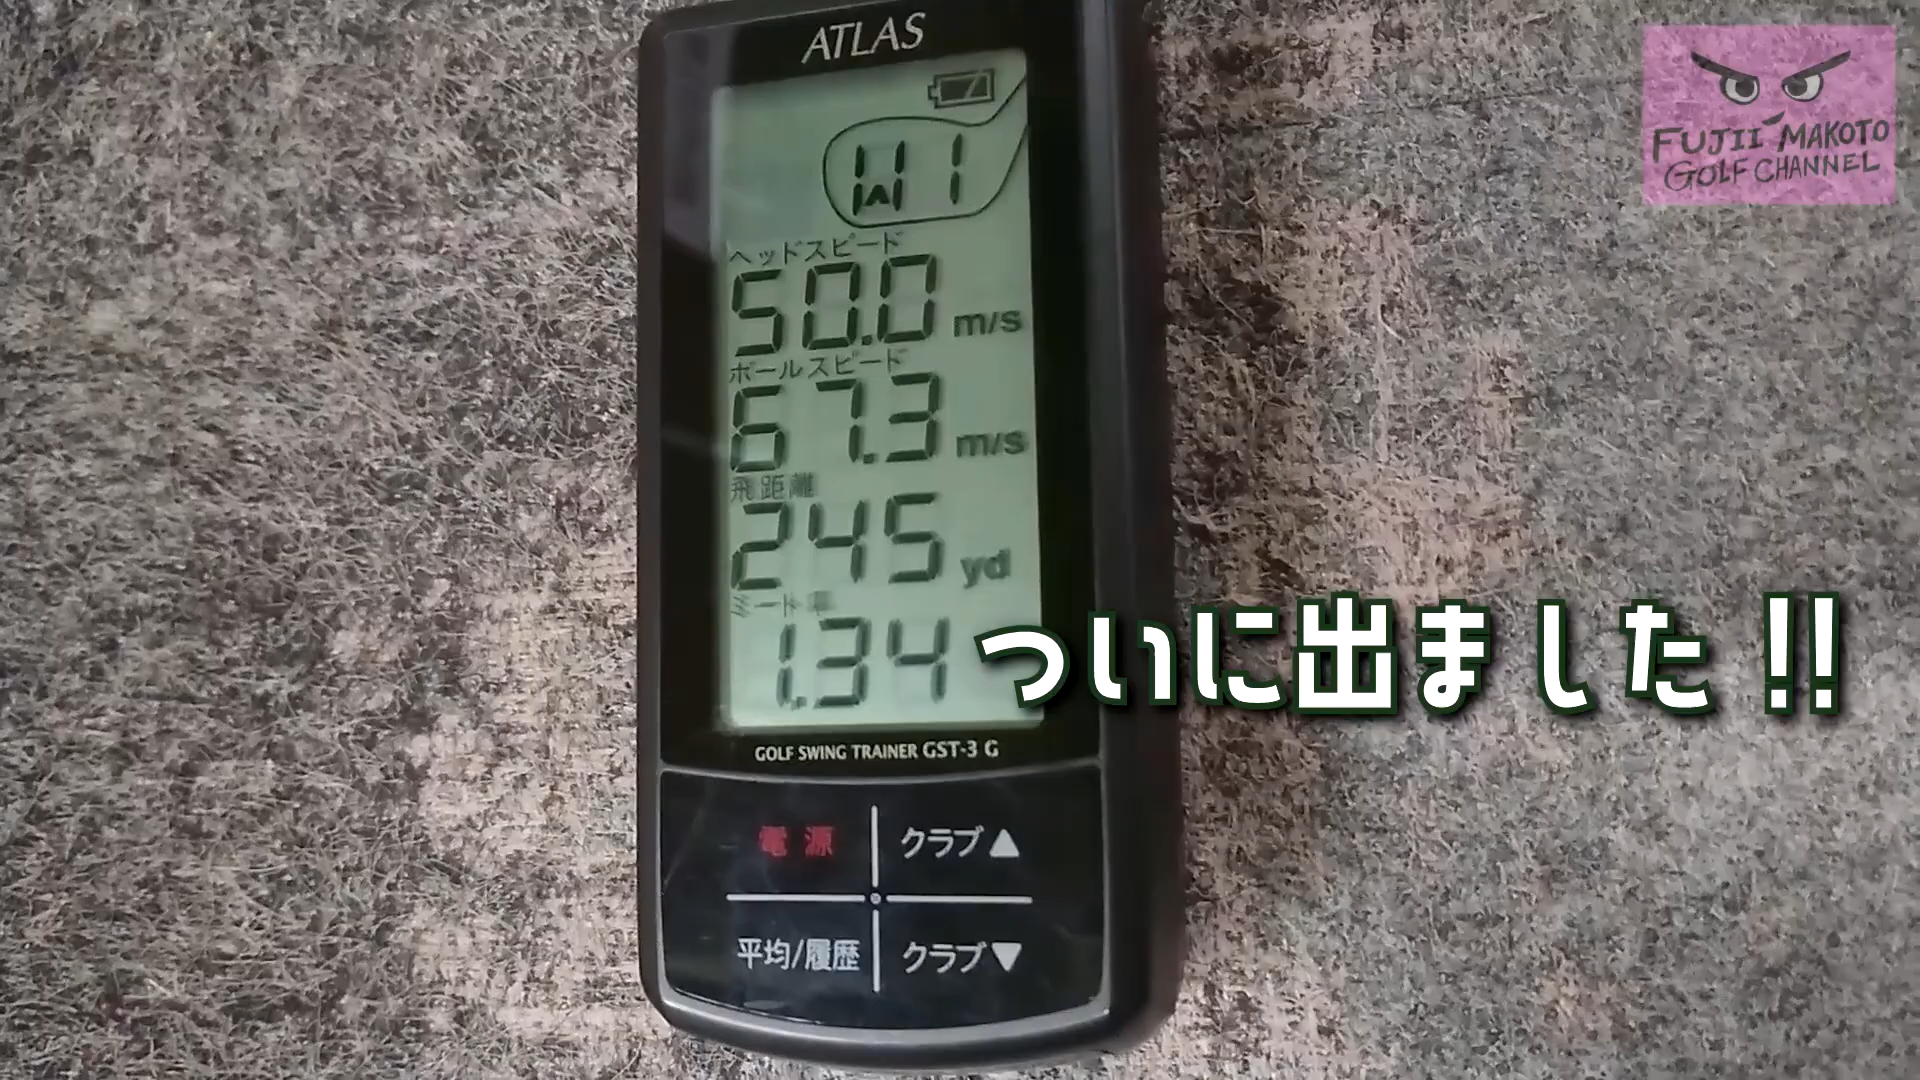 ATLAS
W1
ヘッドスピード
50.0 m/s
ボールスピード
67.3 m/s
飛距離
245 yd
ミート率
1.34
GOLF SWING TRAINER GST-3 G
電源
クラブ▲
平均/履歴
クラブ▼
ついに出ました!!
FUJII MAKOTO
GOLF CHANNEL